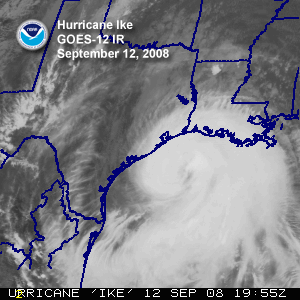 Hurricane Ike
GOES-12 IR
September 12, 2008
URRICANE 'IKE' 12 SEP 08 19:55Z